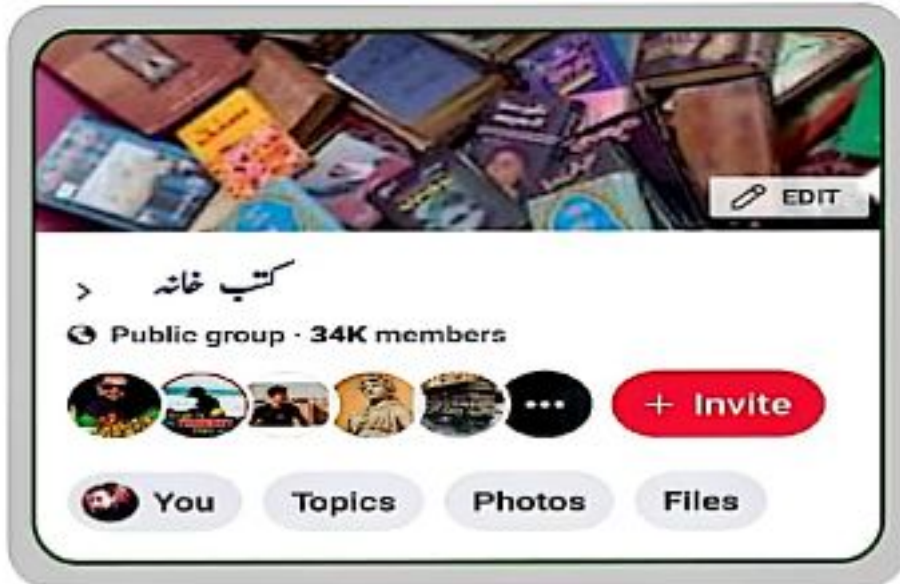 EDIT
کتب خانہ
Public group · 34K members
+ Invite
You
Topics
Photos
Files